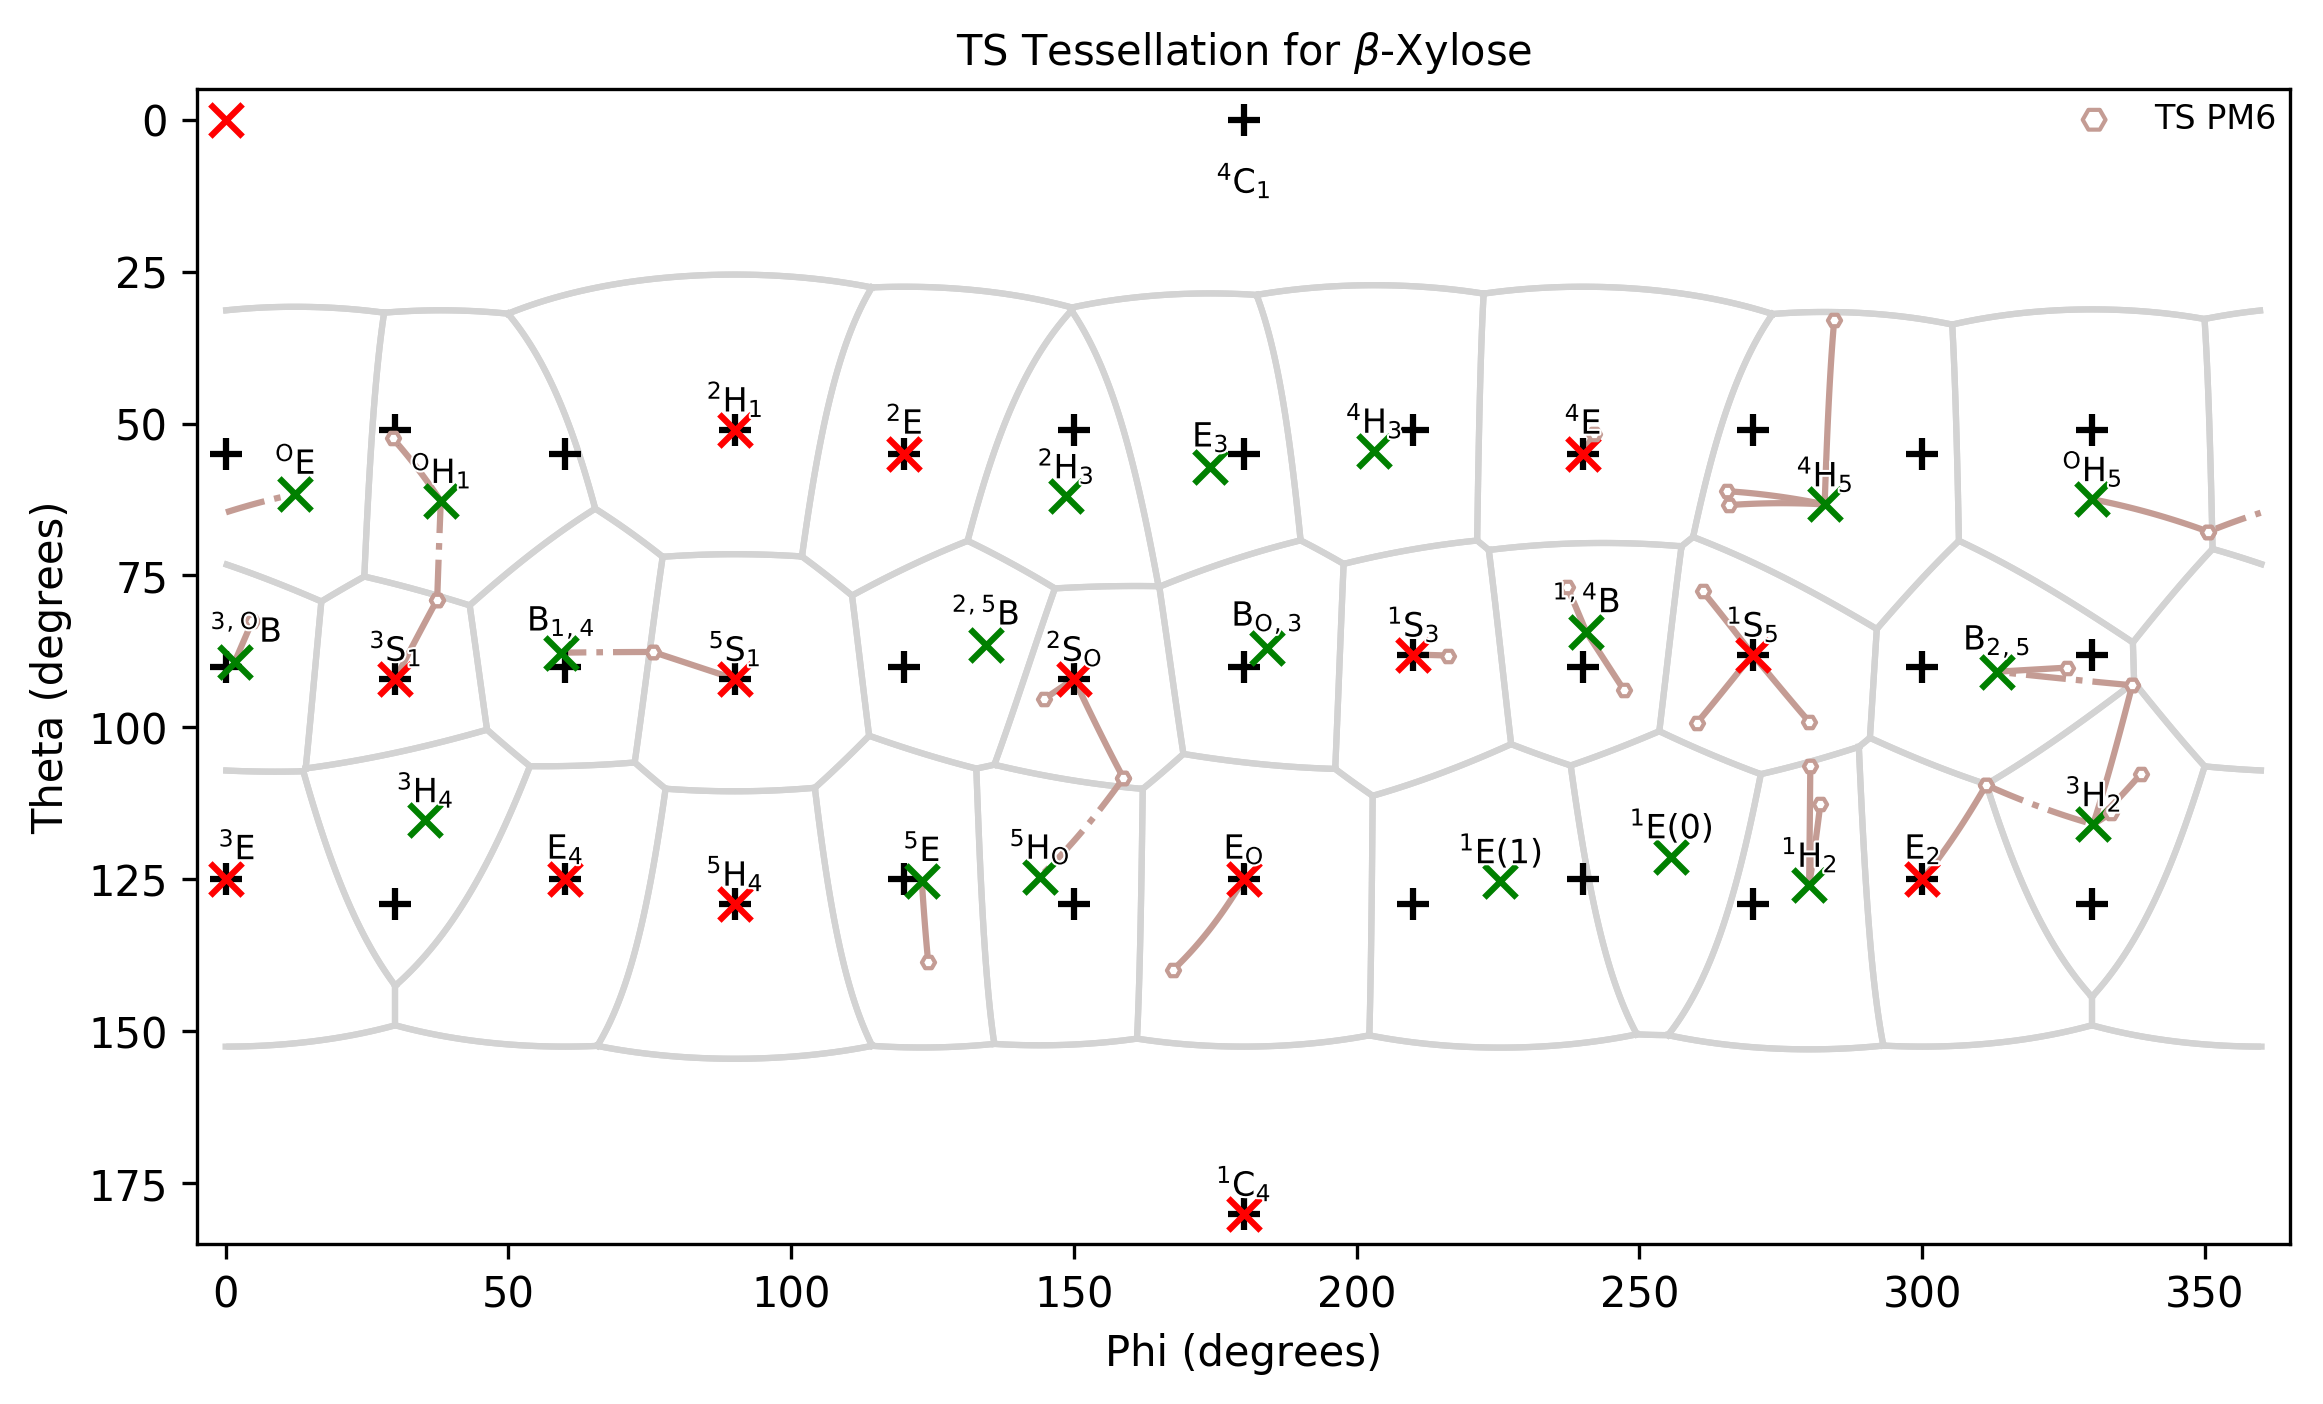 TS Tessellation for β-Xylose
TS PM6
⁴C₁
²H₁
²E
²H₃
E₃
⁴H₃
⁴E
⁴H₅
ᴼH₅
ᴼE
ᴼH₁
³,ᴼB
³S₁
B₁,₄
⁵S₁
²,⁵B
²Sₒ
Bₒ,₃
¹S₃
¹,⁴B
¹S₅
B₂,₅
³H₄
³E
E₄
⁵H₄
⁵E
⁵Hₒ
Eₒ
¹E(1)
¹E(0)
¹H₂
E₂
³H₂
¹C₄
0
25
50
75
100
125
150
175
Theta (degrees)
0 50 100 150 200 250 300 350
Phi (degrees)